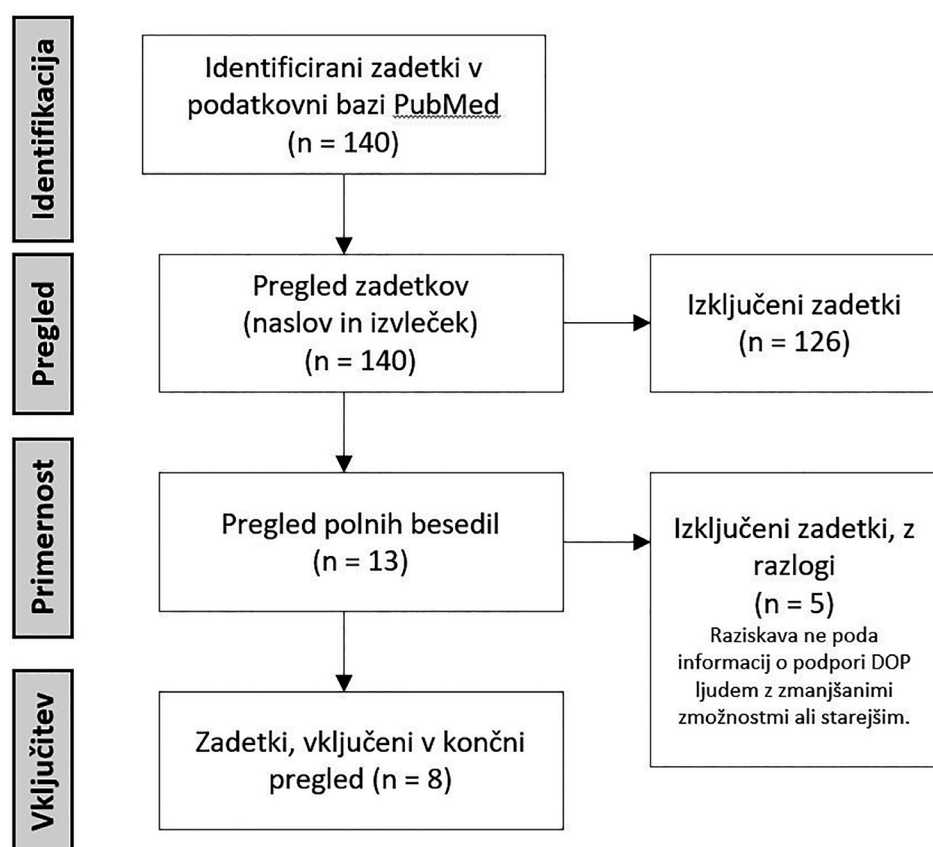 Identifikacija
Identificirani zadetki v
podatkovni bazi PubMed
(n = 140)
Pregled
Pregled zadetkov
(naslov in izvleček)
(n = 140)
Izključeni zadetki
(n = 126)
Primernost
Pregled polnih besedil
(n = 13)
Izključeni zadetki, z
razlogi
(n = 5)
Raziskava ne poda
informacij o podpori DOP
ljudem z zmanjšanimi
zmožnostmi ali starejšim.
Vključitev
Zadetki, vključeni v končni
pregled (n = 8)